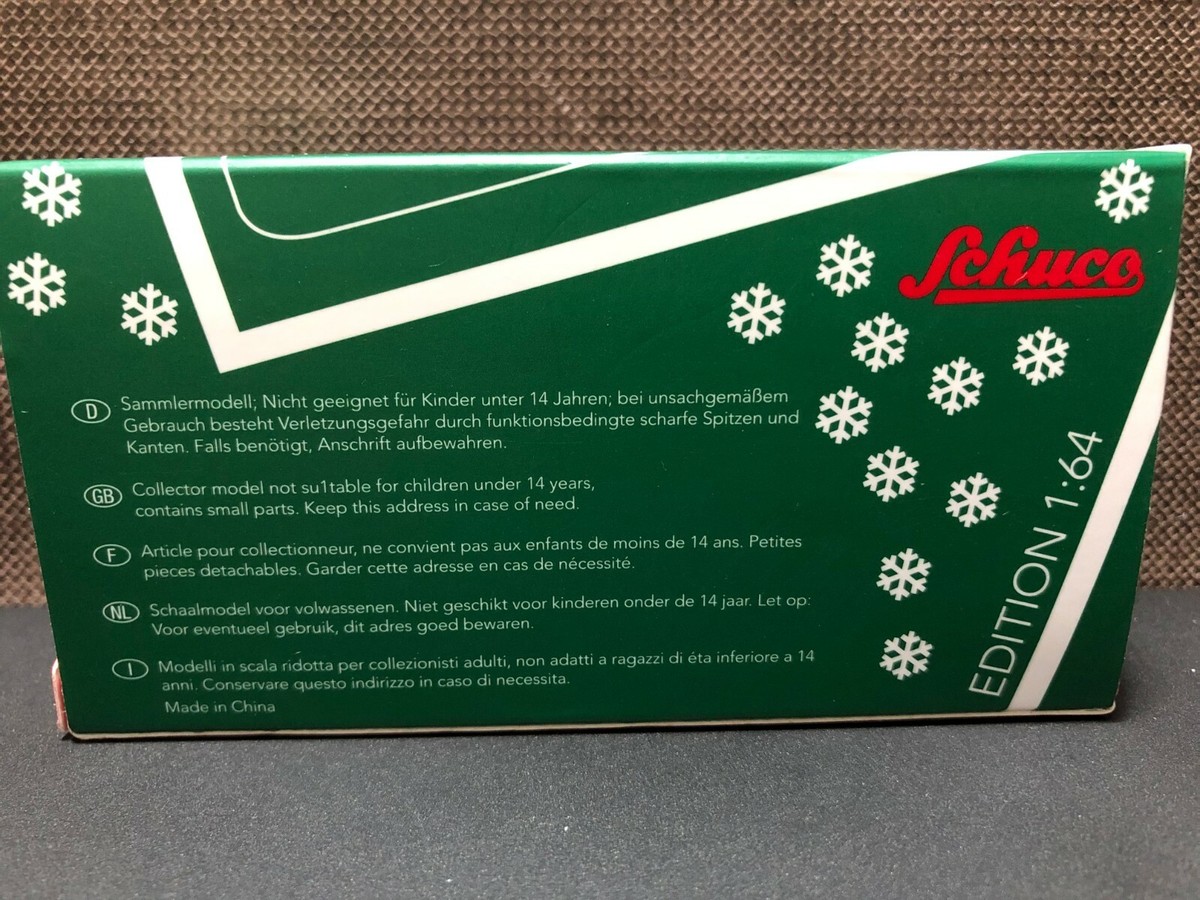 Schuco
D Sammlermodell; Nicht geeignet für Kinder unter 14 Jahren; bei unsachgemäßem
Gebrauch besteht Verletzungsgefahr durch funktionsbedingte scharfe Spitzen und
Kanten. Falls benötigt, Anschrift aufbewahren.
GB Collector model not su1table for children under 14 years,
contains small parts. Keep this address in case of need.
F Article pour collectionneur, ne convient pas aux enfants de moins de 14 ans. Petites
pieces detachables. Garder cette adresse en cas de nécessité.
NL Schaalmodel voor volwassenen. Niet geschikt voor kinderen onder de 14 jaar. Let op:
Voor eventueel gebruik, dit adres goed bewaren.
I Modelli in scala ridotta per collezionisti adulti, non adatti a ragazzi di éta inferiore a 14
anni. Conservare questo indirizzo in caso di necessita.
Made in China
EDITION 1:64